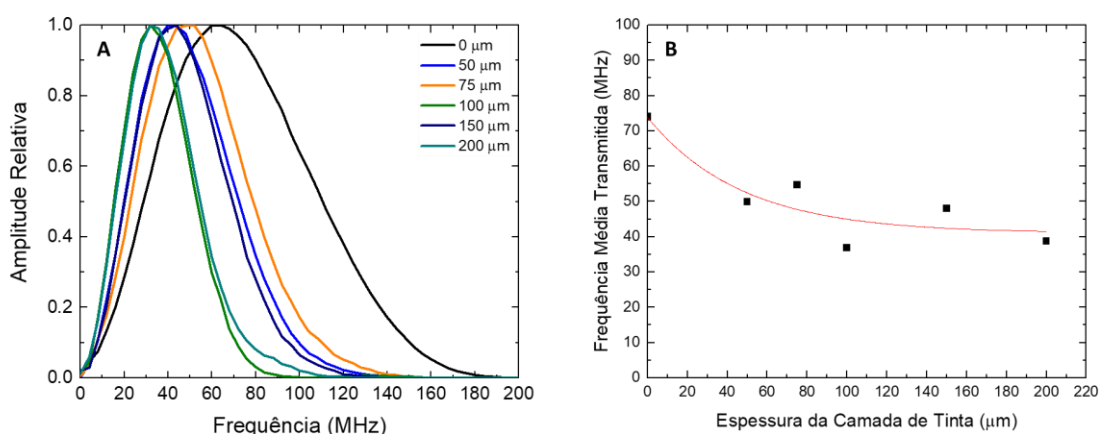 A
0 μm
50 μm
75 μm
100 μm
150 μm
200 μm
1.0
0.8
0.6
0.4
0.2
0.0
Amplitude Relativa
0 20 40 60 80 100 120 140 160 180 200
Frequência (MHz)
B
100
90
80
70
60
50
40
30
20
10
0
Frequência Média Transmitida (MHz)
0 20 40 60 80 100 120 140 160 180 200 220
Espessura da Camada de Tinta (μm)